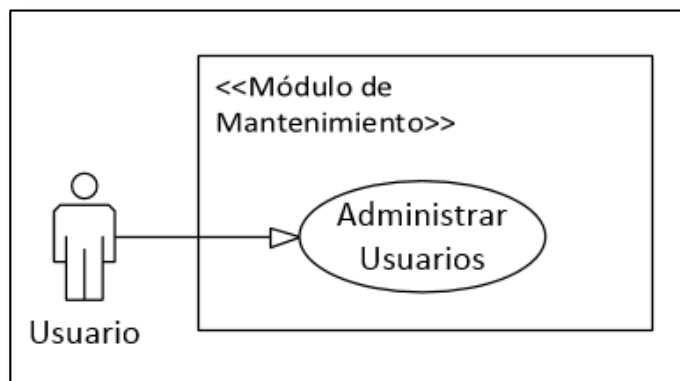 <<Módulo de
Mantenimiento>>
Administrar
Usuarios
Usuario